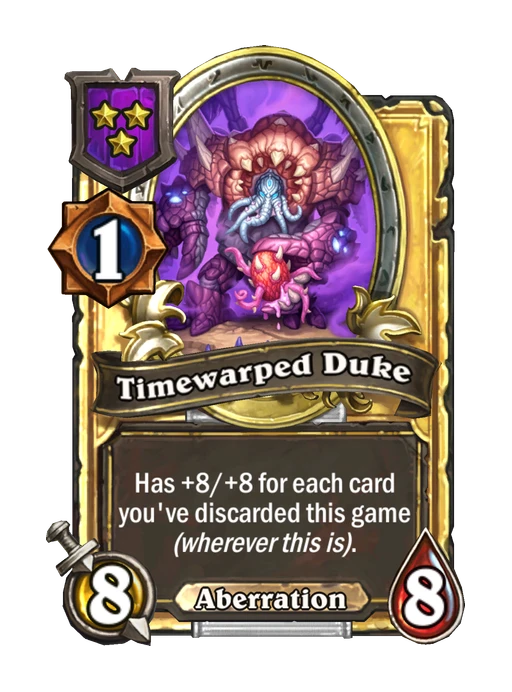 1
Timewarped Duke
Has +8/+8 for each card
you've discarded this game
(wherever this is).
8
Aberration
8